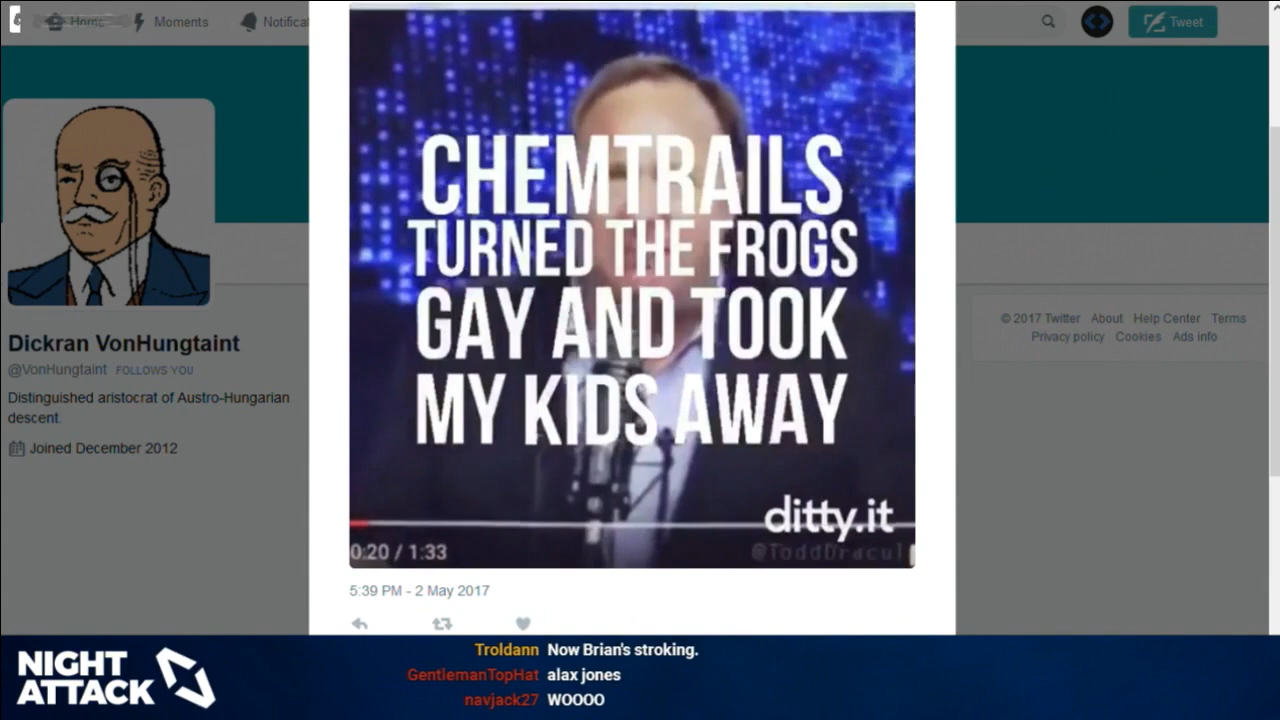 Home Moments
Tweet
CHEMTRAILS
TURNED THE FROGS
GAY AND TOOK
MY KIDS AWAY
ditty.it
0:20 / 1:33
5:39 PM - 2 May 2017
Dickran VonHungtaint
@VonHungtaint FOLLOWS YOU
Distinguished aristocrat of Austro-Hungarian
descent.
Joined December 2012
© 2017 Twitter About Help Center Terms
Privacy policy Cookies Ads info
NIGHT
ATTACK
Troldann Now Brian's stroking.
GentlemanTopHat alax jones
navjack27 WOOOO